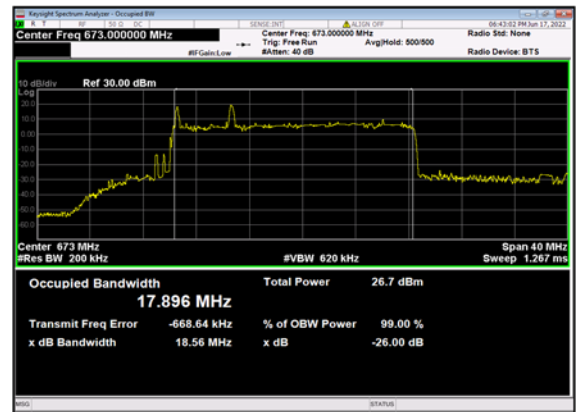 Keysight Spectrum Analyzer - Occupied BW
R T RF 50 Ω DC SENSE:INT ALIGN OFF 06:43:02 PM Jun 17, 2022
Center Freq 673.000000 MHz Center Freq: 673.000000 MHz Radio Std: None
Trig: Free Run Avg|Hold: 500/500
#IFGain:Low #Atten: 40 dB Radio Device: BTS
10 dB/div Ref 30.00 dBm
Log
20.0
10.0
0.00
-10.0
-20.0
-30.0
-40.0
-50.0
-60.0
Center 673 MHz Span 40 MHz
#Res BW 200 kHz #VBW 620 kHz Sweep 1.267 ms
Occupied Bandwidth Total Power 26.7 dBm
17.896 MHz
Transmit Freq Error -668.64 kHz % of OBW Power 99.00 %
x dB Bandwidth 18.56 MHz x dB -26.00 dB
MSG STATUS